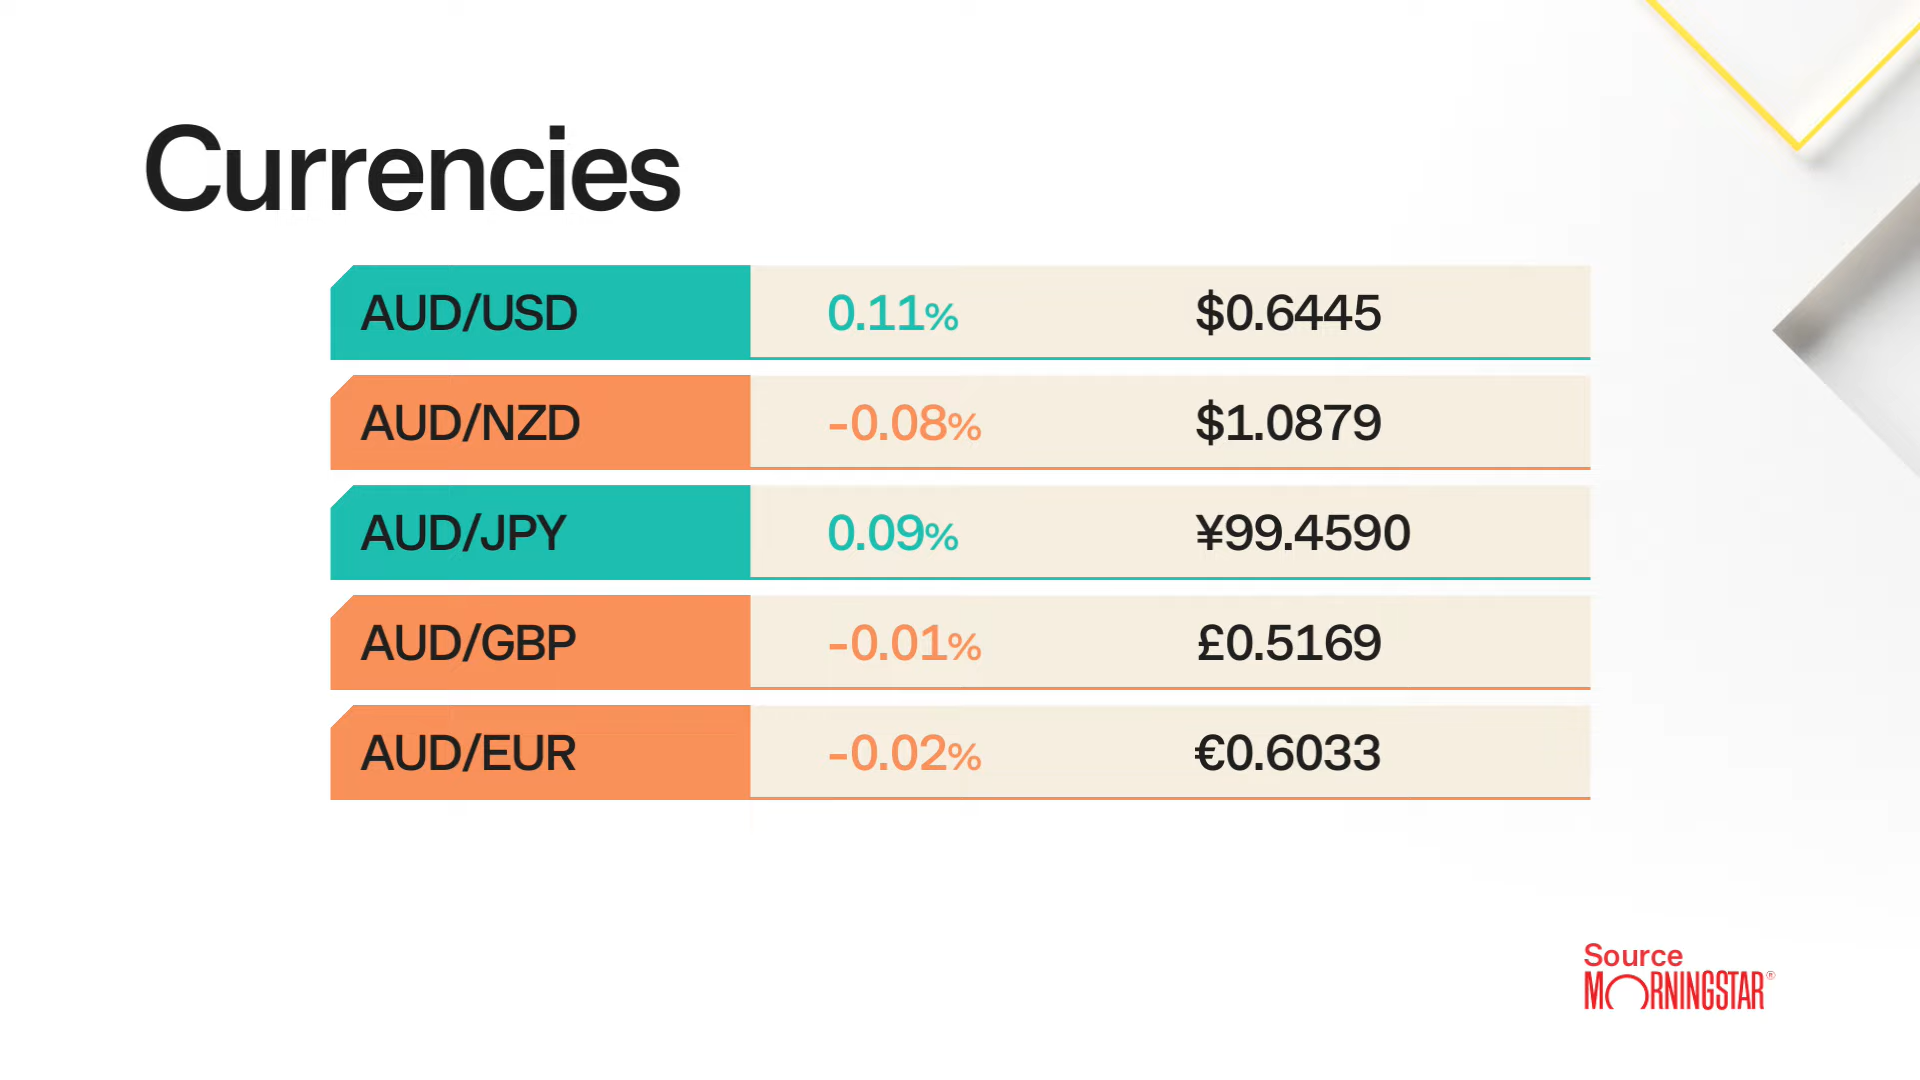 Currencies
AUD/USD 0.11% $0.6445
AUD/NZD -0.08% $1.0879
AUD/JPY 0.09% ¥99.4590
AUD/GBP -0.01% £0.5169
AUD/EUR -0.02% €0.6033
Source
MORNINGSTAR®